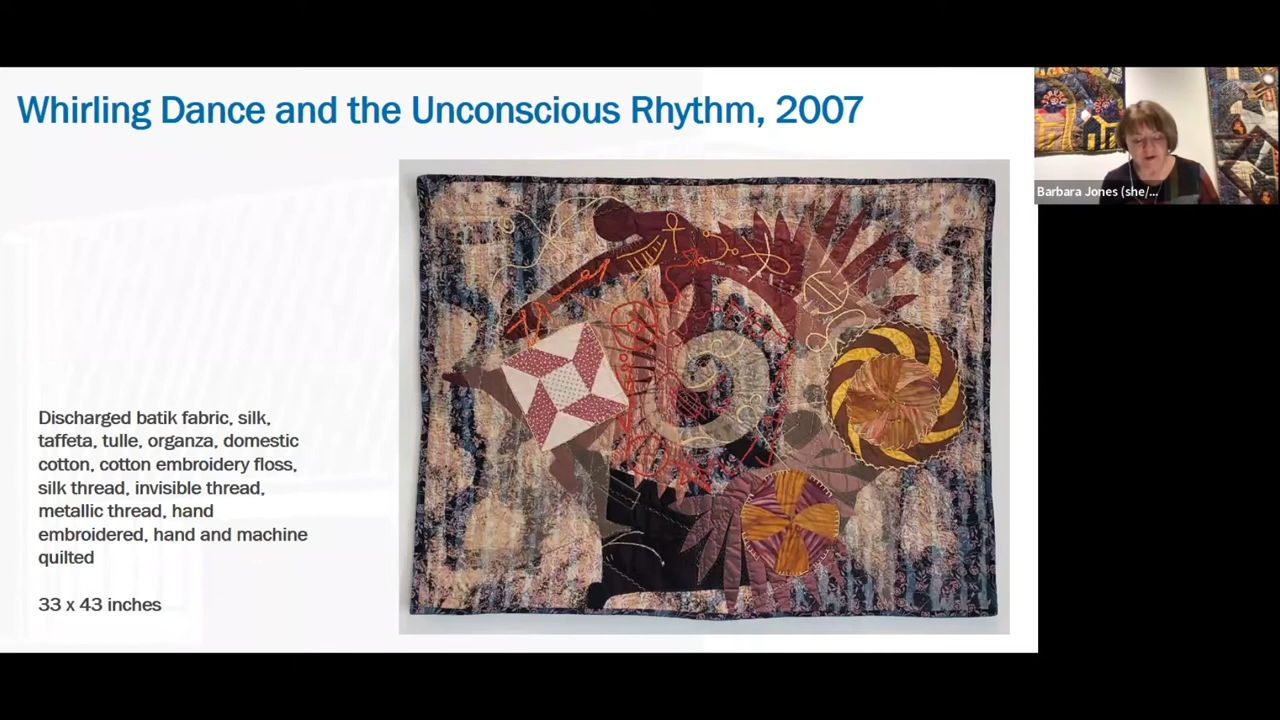 Whirling Dance and the Unconscious Rhythm, 2007
Barbara Jones (she/...
Discharged batik fabric, silk,
taffeta, tulle, organza, domestic
cotton, cotton embroidery floss,
silk thread, invisible thread,
metallic thread, hand
embroidered, hand and machine
quilted
33 x 43 inches